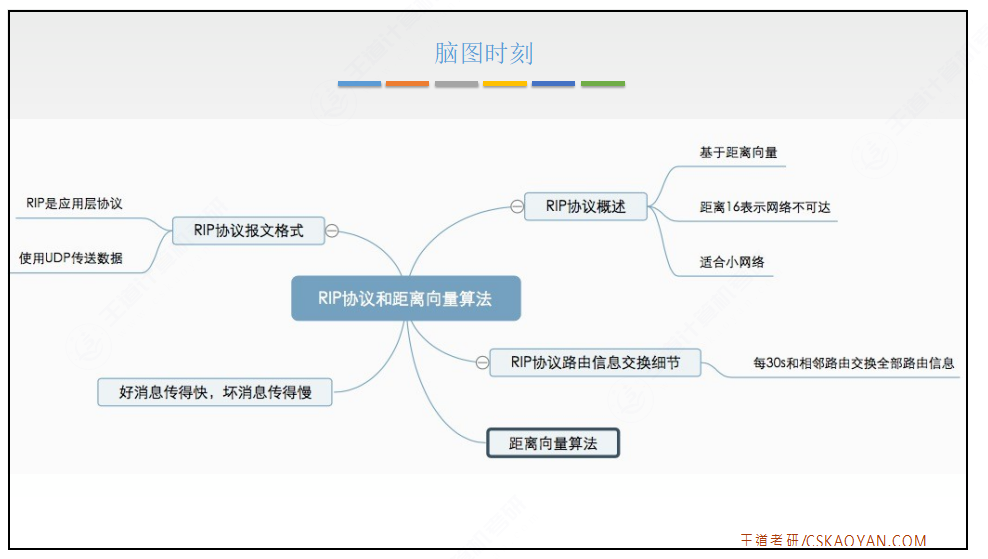 脑图时刻
基于距离向量
RIP是应用层协议
RIP协议概述
距离16表示网络不可达
RIP协议报文格式
使用UDP传送数据
适合小网络
RIP协议和距离向量算法
RIP协议路由信息交换细节
每30s和相邻路由交换全部路由信息
好消息传得快，坏消息传得慢
距离向量算法
王道考研/CSKAOYAN.COM